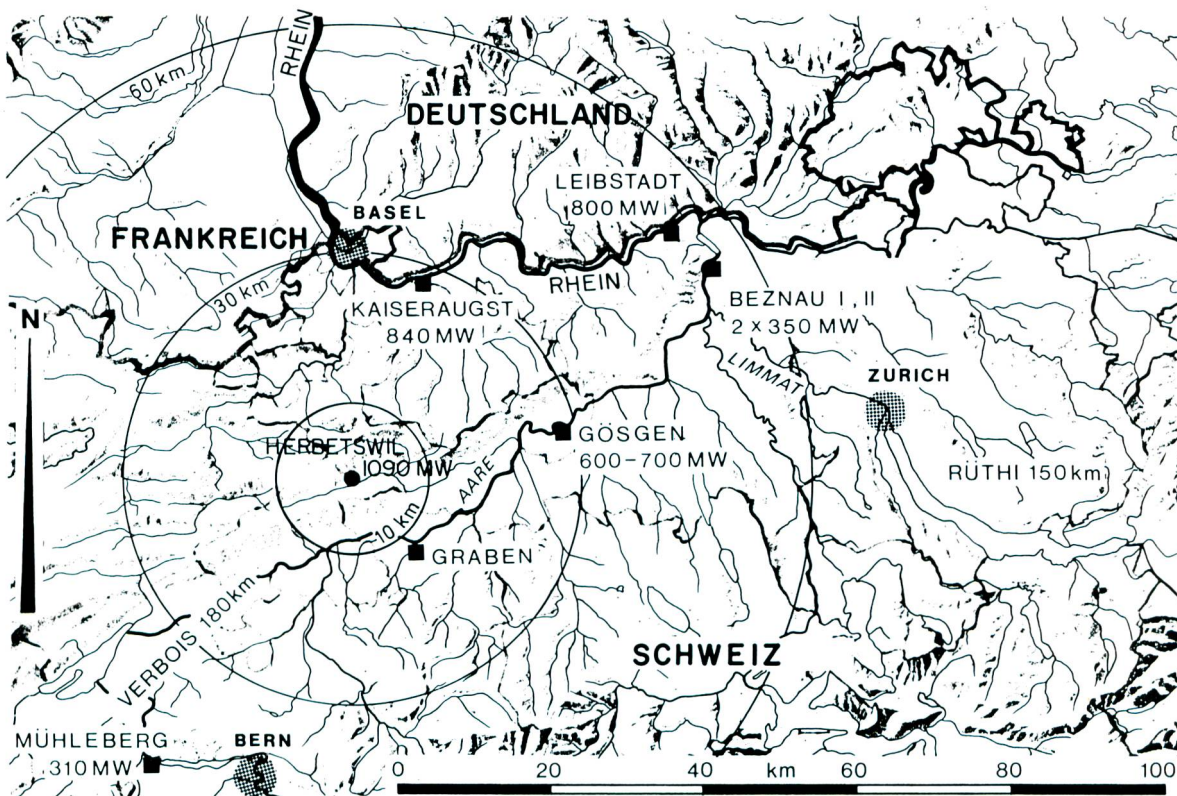 60 km
RHEIN
DEUTSCHLAND
LEIBSTADT
800 MW
BASEL
FRANKREICH
30 km
RHEIN
N
KAISERAUGST
840 MW
BEZNAU I, II
2 x 350 MW
LIMMAT
ZURICH
HERBETSWIL
1090 MW
GÖSGEN
600-700 MW
AARE
RÜTHI 150 km
10 km
GRABEN
VERBOIS 180 km
SCHWEIZ
MÜHLEBERG
310 MW
BERN
0 20 40 km 60 80 100